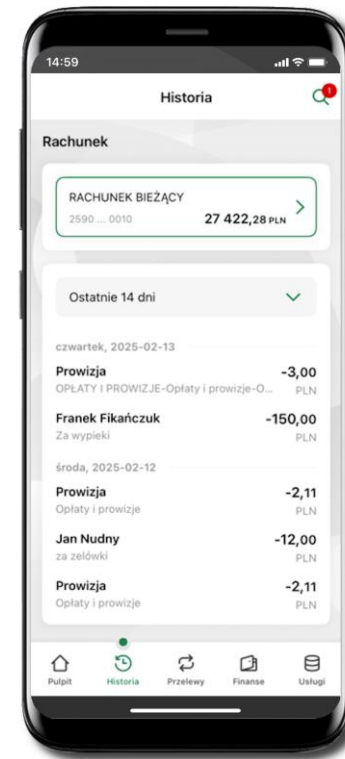 14:59
Historia
1
Rachunek
RACHUNEK BIEŻĄCY
2590 ... 0010 27 422,28 PLN
Ostatnie 14 dni
czwartek, 2025-02-13
Prowizja -3,00
OPŁATY I PROWIZJE-Opłaty i prowizje-O... PLN
Franek Fikańczuk -150,00
Za wypieki PLN
środa, 2025-02-12
Prowizja -2,11
Opłaty i prowizje PLN
Jan Nudny -12,00
za zelówki PLN
Prowizja -2,11
Opłaty i prowizje PLN
Pulpit Historia Przelewy Finanse Usługi